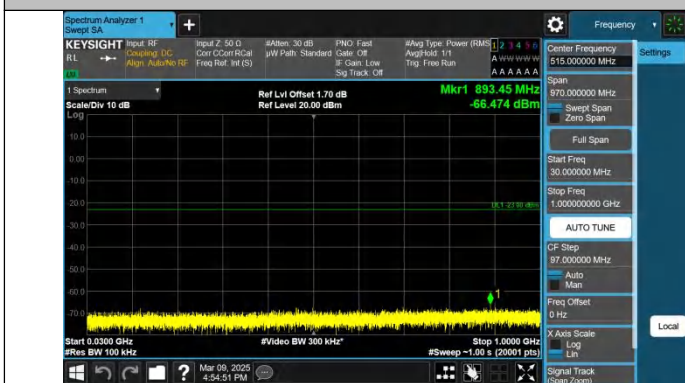 Spectrum Analyzer 1
Swept SA
+
Frequency
KEYSIGHT
RL
Input: RF
Coupling: DC
Align: Auto/No RF
Input Z: 50 Ω
Corr CCorr RCal
Freq Ref: Int (S)
#Atten: 30 dB
µW Path: Standard
PNO: Fast
Gate: Off
IF Gain: Low
Sig Track: Off
#Avg Type: Power (RMS)
Avg|Hold: 1/1
Trig: Free Run
1 2 3 4 5 6
A W W W W W
A A A A A A
1 Spectrum
Scale/Div 10 dB
Log
Ref Lvl Offset 1.70 dB
Ref Level 20.00 dBm
Mkr1 893.45 MHz
-66.474 dBm
10.0
0.00
-10.0
-20.0
-30.0
-40.0
-50.0
-60.0
-70.0
1
Start 0.0300 GHz
#Res BW 100 kHz
#Video BW 300 kHz*
Stop 1.0000 GHz
#Sweep ~1.00 s (20001 pts)
Mar 09, 2025
4:54:51 PM
Center Frequency
515.000000 MHz
Span
970.000000 MHz
Swept Span
Zero Span
Full Span
Start Freq
30.000000 MHz
Stop Freq
1.000000000 GHz
AUTO TUNE
CF Step
97.000000 MHz
Auto
Man
Freq Offset
0 Hz
X Axis Scale
Log
Lin
Signal Track
(Span Zoom)
Settings
Local